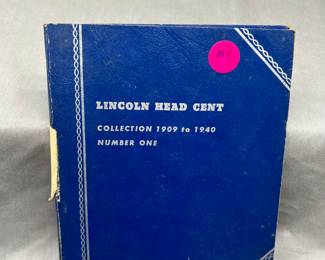 LINCOLN HEAD CENT
COLLECTION 1909 to 1940
NUMBER ONE